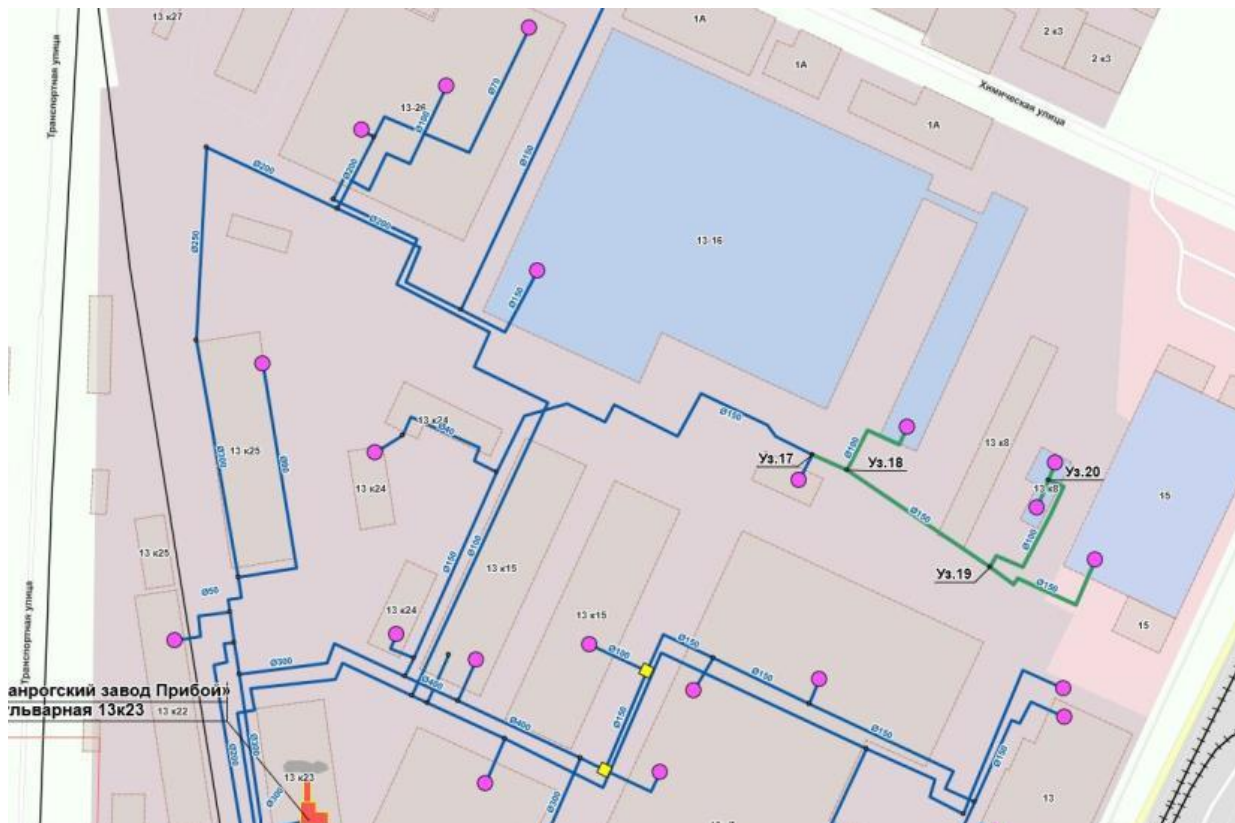 13 к27
1А
2 к3
2 к3
1А
Транспортная улица
Химическая улица
13-26
Ø70
Ø100
1А
Ø150
Ø200
Ø200
Ø200
Ø250
13-16
Ø150
13 к24
Ø40
Ø150
13 к25
Ø80
Уз.17
Уз.18
Ø100
13 к8
Уз.20
13 к8
15
13 к24
Ø150
Ø100
Ø150
Ø100
13 к25
13 к15
Уз.19
Ø150
Ø50
13 к24
13 к15
15
Транспортная улица
Ø300
Ø100
Ø150
Ø400
Ø150
анрогский завод Прибой»
льварная 13к23
13 к22
Ø400
Ø150
Ø150
Ø200
Ø300
13 к23
Ø300
Ø300
Ø150
13